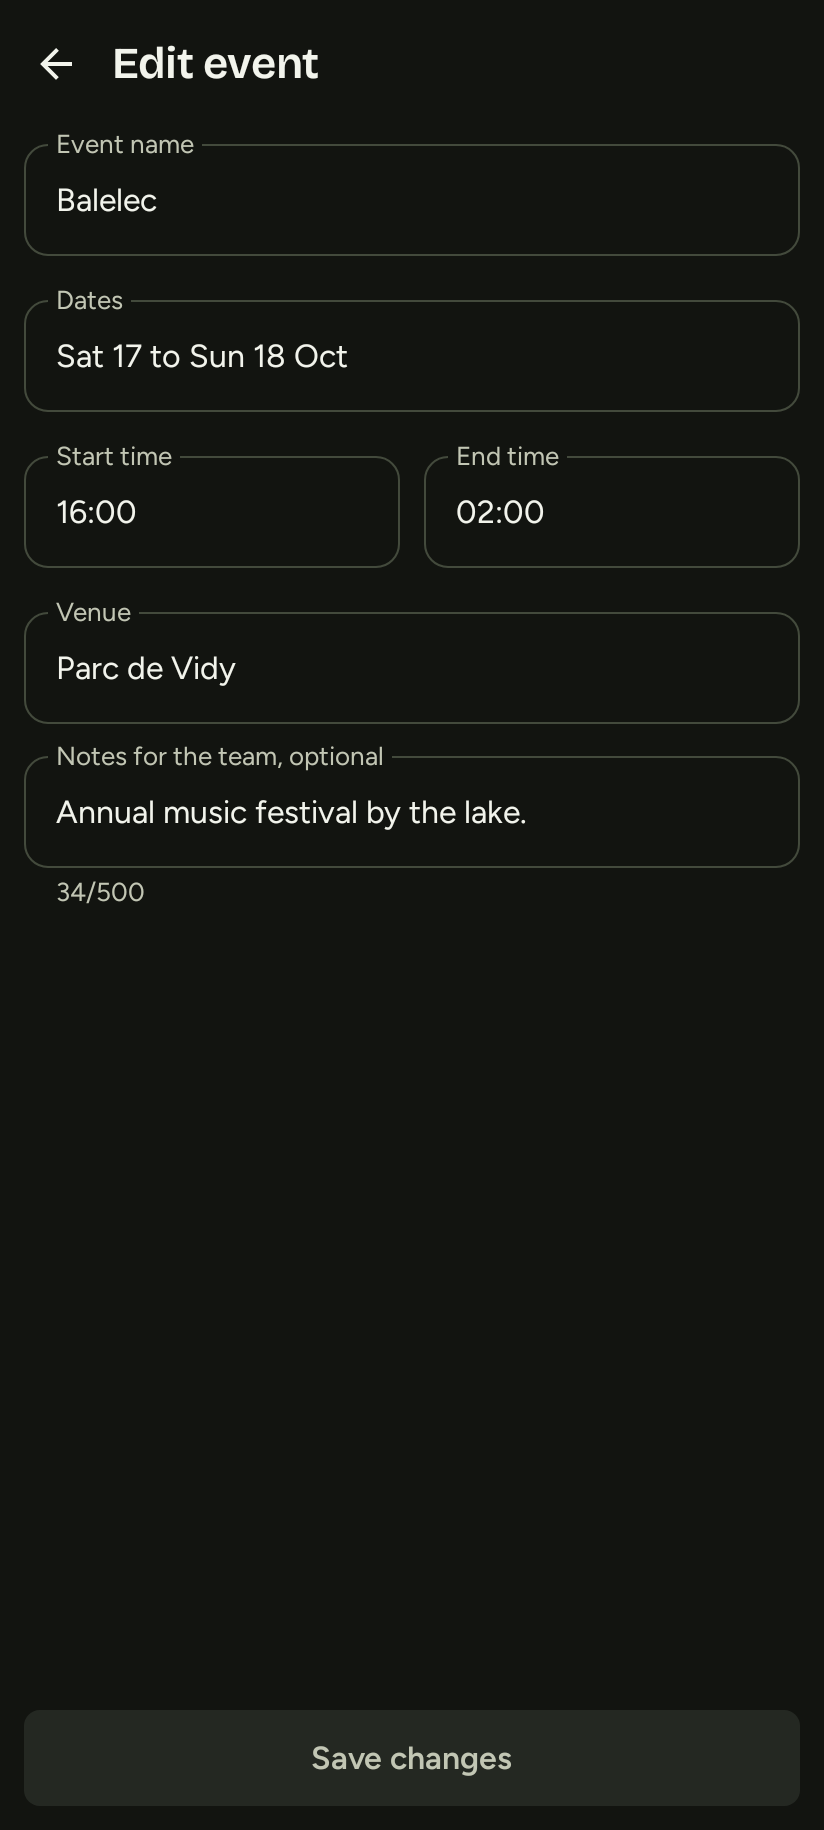 Edit event
Event name
Balelec
Dates
Sat 17 to Sun 18 Oct
Start time
16:00
End time
02:00
Venue
Parc de Vidy
Notes for the team, optional
Annual music festival by the lake.
34/500
Save changes